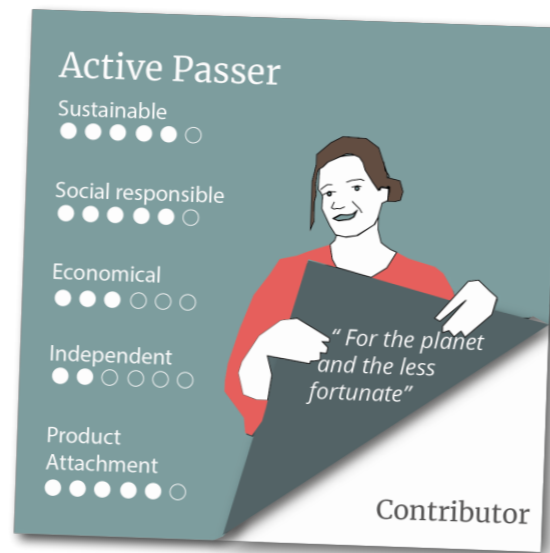 Active Passer
Sustainable
Social responsible
Economical
Independent
Product
Attachment
“ For the planet
and the less
fortunate”
Contributor